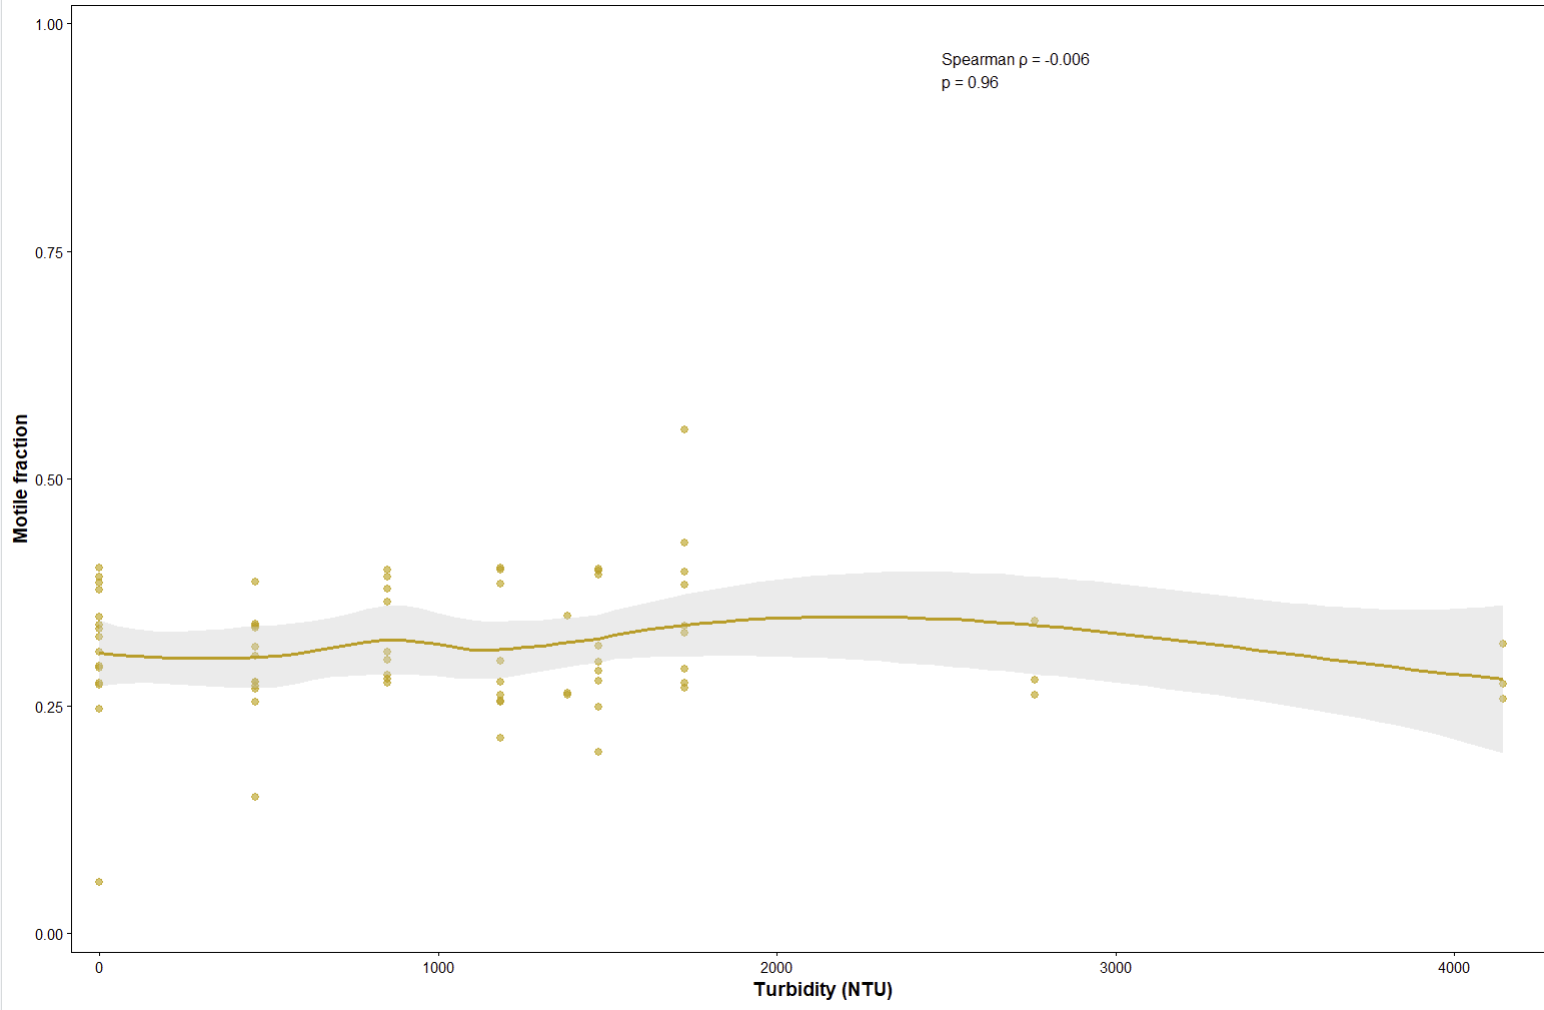 1.00
Spearman ρ = -0.006
p = 0.96
0.75
Motile fraction
0.50
0.25
0.00
0 1000 2000 3000 4000
Turbidity (NTU)